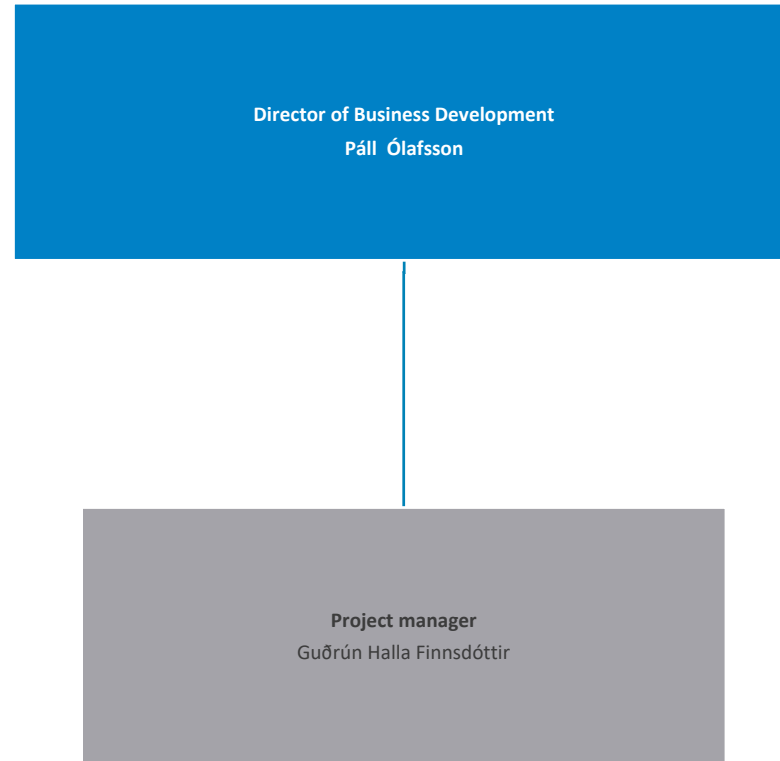 Director of Business Development
Páll Ólafsson
Project manager
Guðrún Halla Finnsdóttir